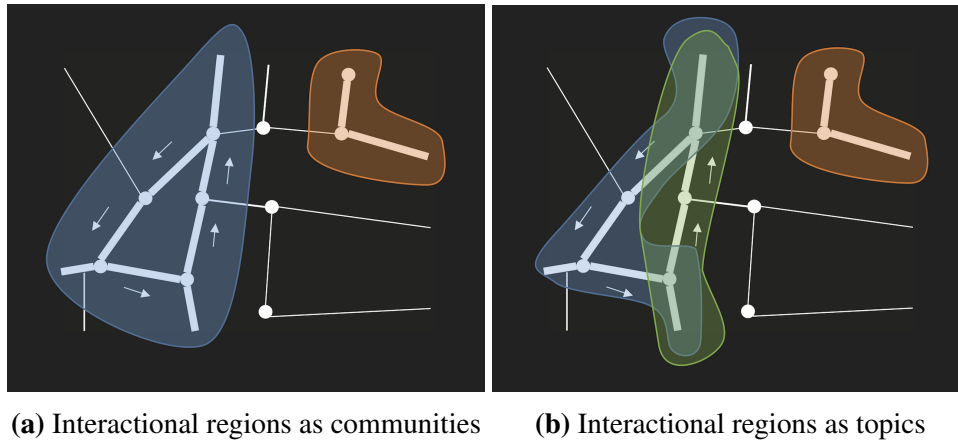 (a) Interactional regions as communities
(b) Interactional regions as topics